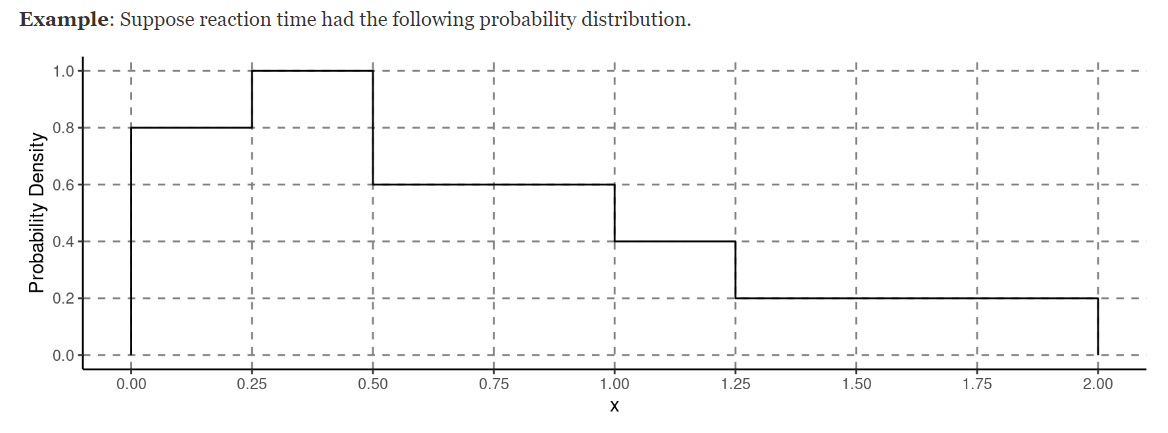 Example: Suppose reaction time had the following probability distribution.
Probability Density
1.0
0.8
0.6
0.4
0.2
0.0
0.00 0.25 0.50 0.75 1.00 1.25 1.50 1.75 2.00
x